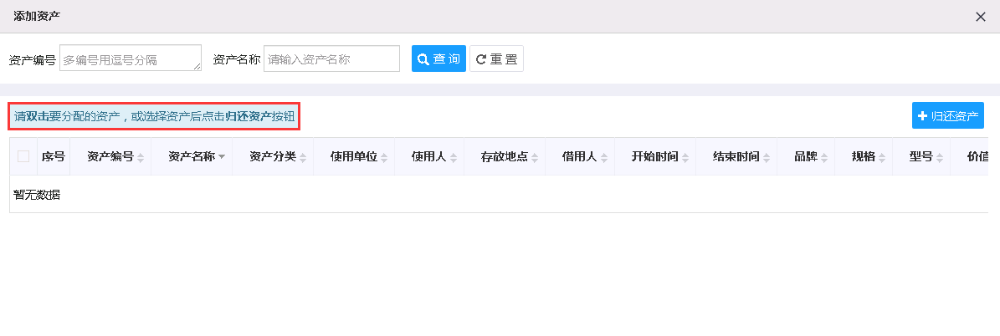 添加资产
资产编号 多编号用逗号分隔 资产名称 请输入资产名称 查询 重置
请双击要分配的资产，或选择资产后点击归还资产按钮 归还资产
序号 资产编号 资产名称 资产分类 使用单位 使用人 存放地点 借用人 开始时间 结束时间 品牌 规格 型号 价值
暂无数据